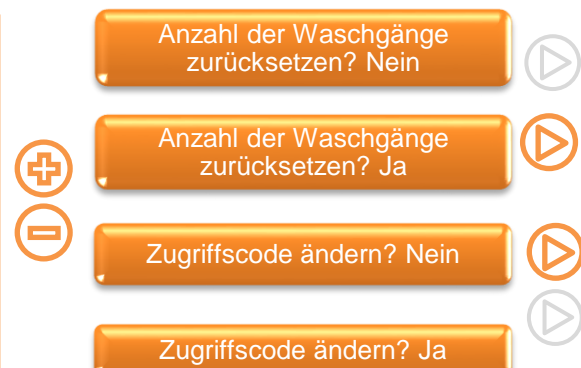 Anzahl der Waschgänge
zurücksetzen? Nein
Anzahl der Waschgänge
zurücksetzen? Ja
Zugriffscode ändern? Nein
Zugriffscode ändern? Ja